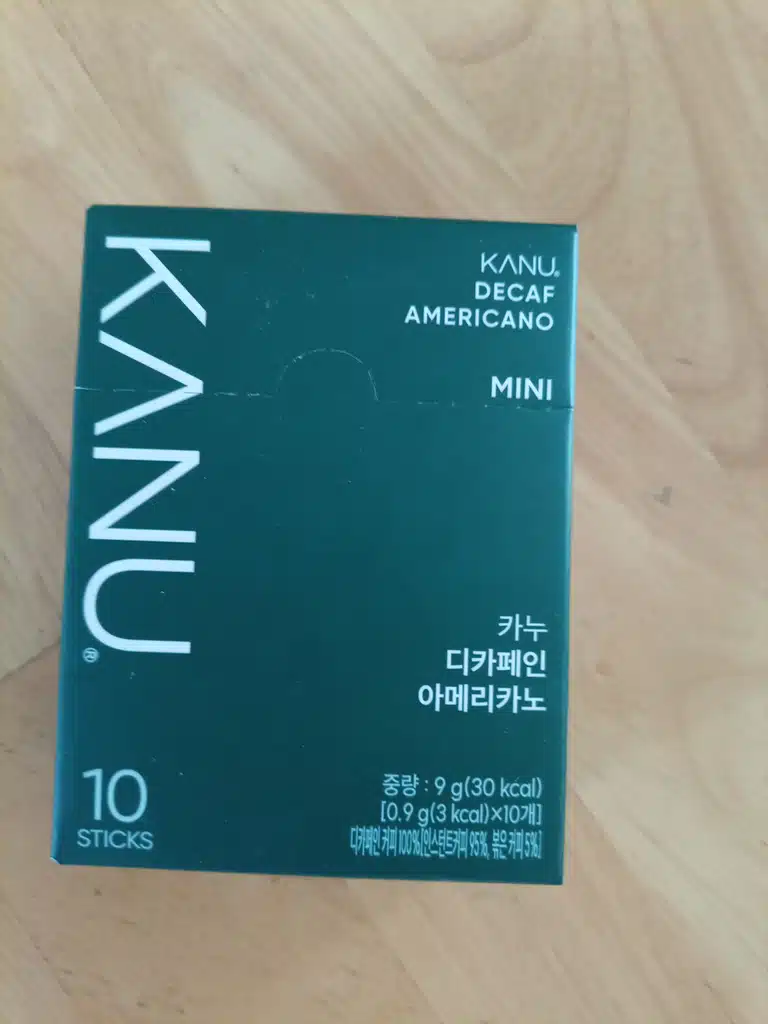 KANU®
KANU®
DECAF
AMERICANO
MINI
카누
디카페인
아메리카노
10
STICKS
중량 : 9 g(30 kcal)
[0.9 g(3 kcal)×10개]
디카페인 커피 100%[인스턴트커피 95%, 볶은 커피 5%]